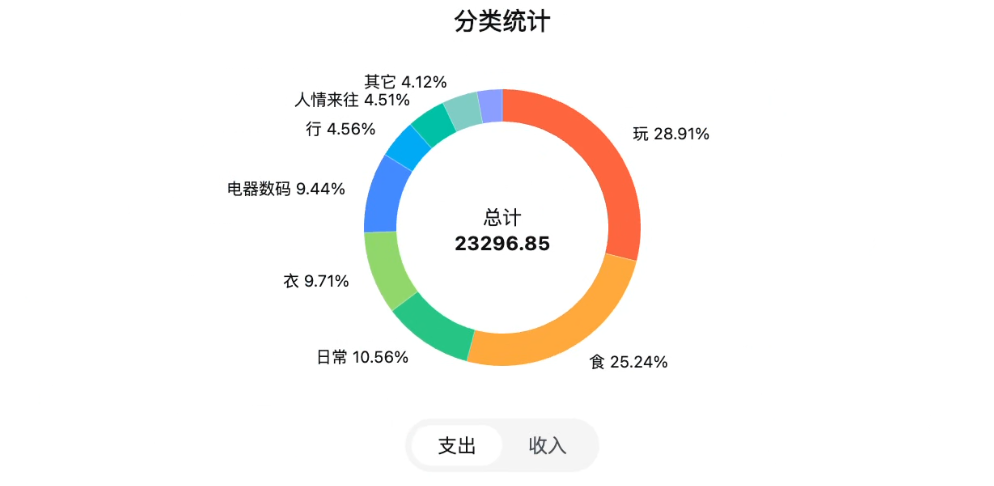 分类统计
其它 4.12%
人情来往 4.51%
行 4.56%
玩 28.91%
电器数码 9.44%
总计
23296.85
衣 9.71%
日常 10.56%
食 25.24%
支出
收入